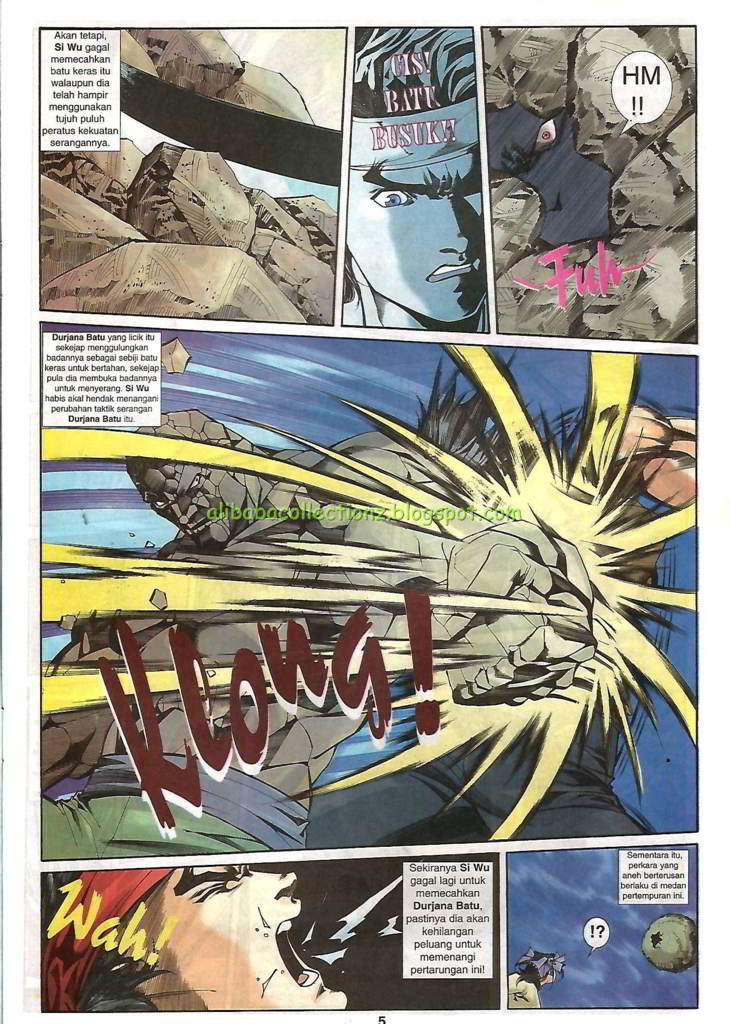 Akan tetapi,
Si Wu gagal
memecahkan
batu keras itu
walaupun dia
telah hampir
menggunakan
tujuh puluh
peratus kekuatan
serangannya.
CIS!
BATU
BUSUK!!
HM
!!
Fuh
Durjana Batu yang licik itu
sekejap menggulungkan
badannya sebagai sebiji batu
keras untuk bertahan, sekejap
pula dia membuka badannya
untuk menyerang. Si Wu
habis akal hendak menangani
perubahan taktik serangan
Durjana Batu itu.
alibabacollectionz.blogspot.com
Klong!
Wah!
Sekiranya Si Wu
gagal lagi untuk
memecahkan
Durjana Batu,
pastinya dia akan
kehilangan
peluang untuk
memenangi
pertarungan ini!
Sementara itu,
perkara yang
aneh berterusan
berlaku di medan
pertempuran ini.
!?
5